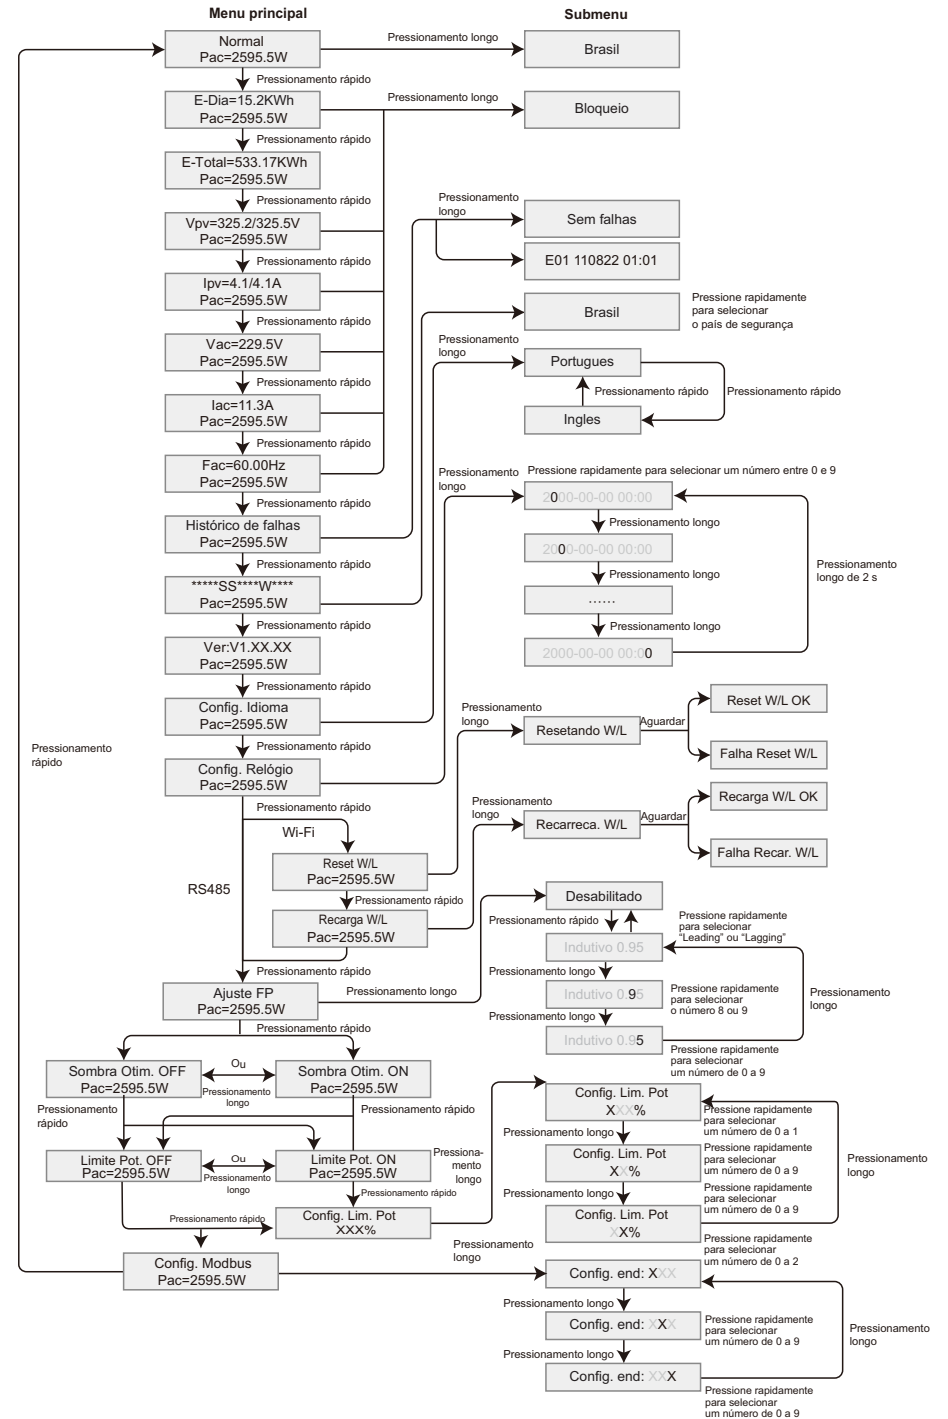 Menu principal
Submenu
Normal
Pac=2595.5W
Pressionamento longo
Brasil
Pressionamento rápido
E-Dia=15.2KWh
Pac=2595.5W
Pressionamento longo
Bloqueio
Pressionamento rápido
E-Total=533.17KWh
Pac=2595.5W
Pressionamento rápido
Vpv=325.2/325.5V
Pac=2595.5W
Pressionamento
longo
Sem falhas
E01 110822 01:01
Pressionamento rápido
Ipv=4.1/4.1A
Pac=2595.5W
Brasil
Pressione rapidamente
para selecionar
o país de segurança
Pressionamento rápido
Vac=229.5V
Pac=2595.5W
Pressionamento
longo
Portugues
Pressionamento rápido
Pressionamento rápido
Ingles
Pressionamento rápido
Iac=11.3A
Pac=2595.5W
Pressionamento rápido
Fac=60.00Hz
Pac=2595.5W
Pressionamento
longo
Pressione rapidamente para selecionar um número entre 0 e 9
2000-00-00 00:00
Pressionamento longo
2000-00-00 00:00
Pressionamento longo
......
Pressionamento longo
2000-00-00 00:00
Pressionamento
longo de 2 s
Pressionamento rápido
Histórico de falhas
Pac=2595.5W
Pressionamento rápido
*****SS****W****
Pac=2595.5W
Pressionamento rápido
Ver:V1.XX.XX
Pac=2595.5W
Pressionamento rápido
Config. Idioma
Pac=2595.5W
Pressionamento rápido
Config. Relógio
Pac=2595.5W
Pressionamento
rápido
Pressionamento
longo
Resetando W/L
Aguardar
Reset W/L OK
Falha Reset W/L
Pressionamento rápido
Wi-Fi
RS485
Reset W/L
Pac=2595.5W
Pressionamento rápido
Recarga W/L
Pac=2595.5W
Pressionamento
longo
Recarreca. W/L
Aguardar
Recarga W/L OK
Falha Recar. W/L
Pressionamento rápido
Ajuste FP
Pac=2595.5W
Pressionamento longo
Desabilitado
Pressionamento rápido
Pressione rapidamente
para selecionar
“Leading” ou “Lagging”
Indutivo 0.95
Pressionamento longo
Indutivo 0.95
Pressione rapidamente
para selecionar
o número 8 ou 9
Pressionamento longo
Indutivo 0.95
Pressione rapidamente
para selecionar
um número de 0 a 9
Pressionamento
longo
Pressionamento rápido
Sombra Otim. OFF
Pac=2595.5W
Ou
Pressionamento
longo
Sombra Otim. ON
Pac=2595.5W
Pressionamento
rápido
Pressionamento rápido
Limite Pot. OFF
Pac=2595.5W
Ou
Pressionamento
longo
Limite Pot. ON
Pac=2595.5W
Pressiona-
mento
longo
Pressionamento rápido
Config. Lim. Pot
XXX%
Pressionamento rápido
Config. Lim. Pot
XXX%
Pressione rapidamente
para selecionar
um número de 0 a 1
Pressionamento longo
Config. Lim. Pot
XX%
Pressione rapidamente
para selecionar
um número de 0 a 9
Pressionamento longo
Pressione rapidamente
para selecionar
um número de 0 a 9
Config. Lim. Pot
XX%
Pressione rapidamente
para selecionar
um número de 0 a 2
Pressionamento
longo
Config. Modbus
Pac=2595.5W
Pressionamento
longo
Config. end: XXX
Pressionamento longo
Config. end: XXX
Pressione rapidamente
para selecionar
um número de 0 a 9
Pressionamento longo
Config. end: XXX
Pressione rapidamente
para selecionar
um número de 0 a 9
Pressionamento
longo